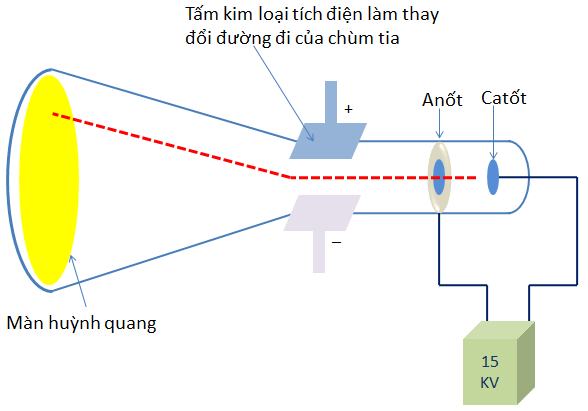 Tấm kim loại tích điện làm thay
đổi đường đi của chùm tia
Anốt
Catốt
+
–
Màn huỳnh quang
15
KV